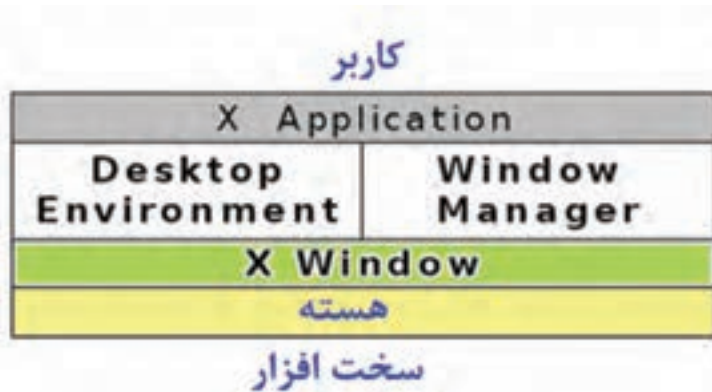 کاربر
X Application
Desktop Environment
Window Manager
X Window
هسته
سخت افزار